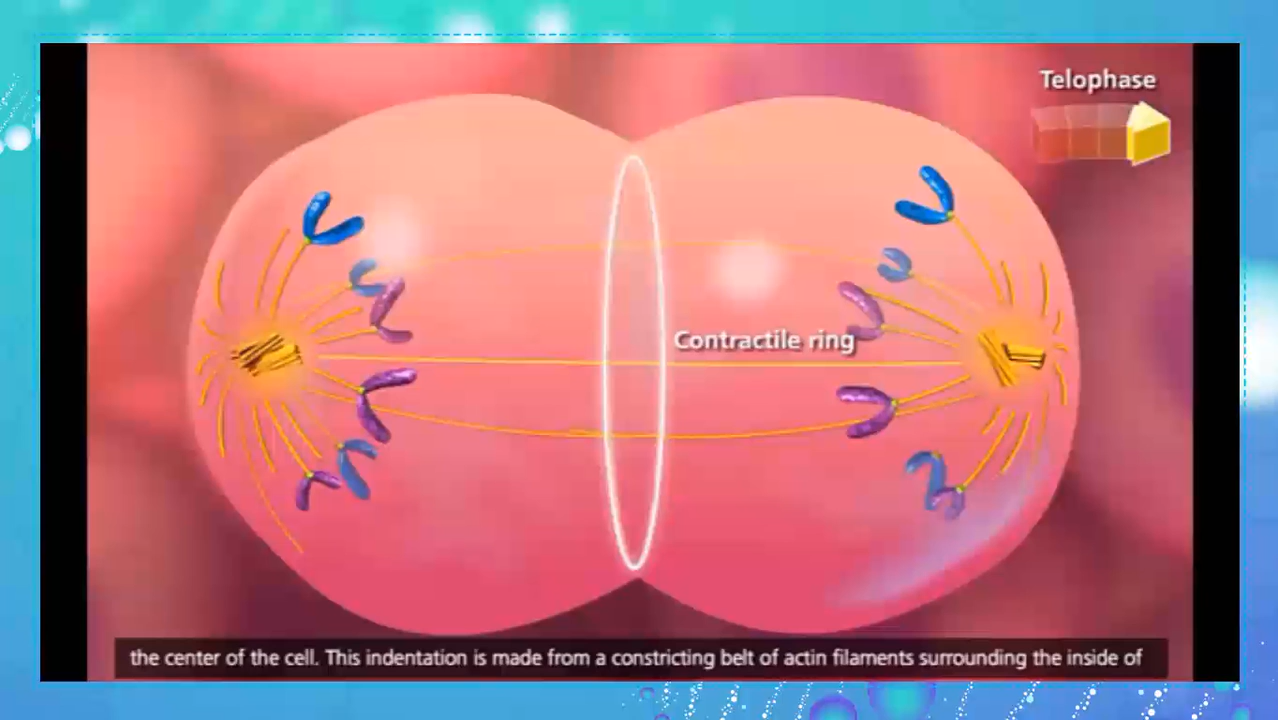 Telophase
Contractile ring
the center of the cell. This indentation is made from a constricting belt of actin filaments surrounding the inside of